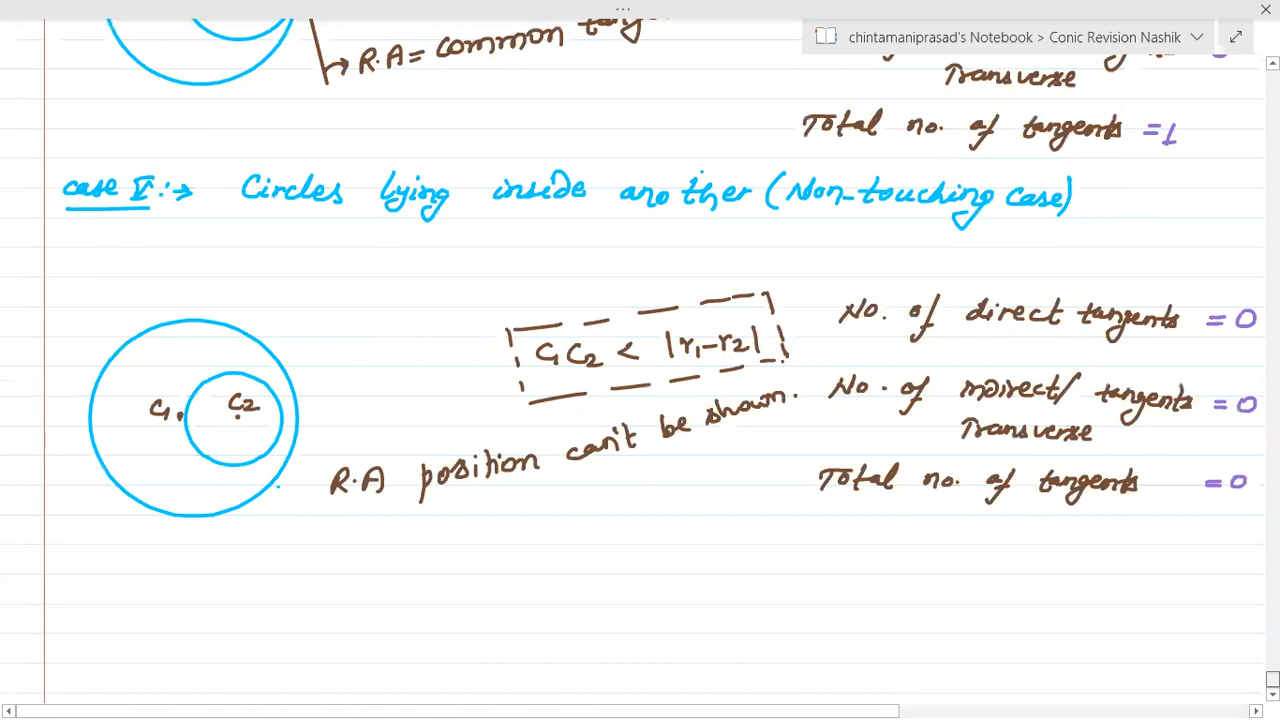 chintamaniprasad's Notebook > Conic Revision Nashik
R.A = common
Transverse
Total no. of tangents = 1
case V :→ Circles lying inside another (Non-touching case)
C1 C2 < |r1-r2|
No. of direct tangents = 0
C1
C2
No. of indirect/ tangents = 0
Transverse
R.A position can't be shown.
Total no. of tangents = 0